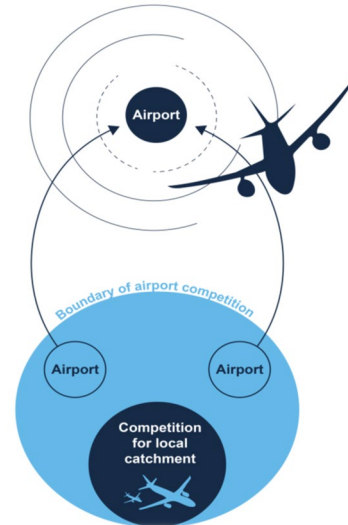 Airport
Boundary of airport competition
Airport
Airport
Competition
for local
catchment